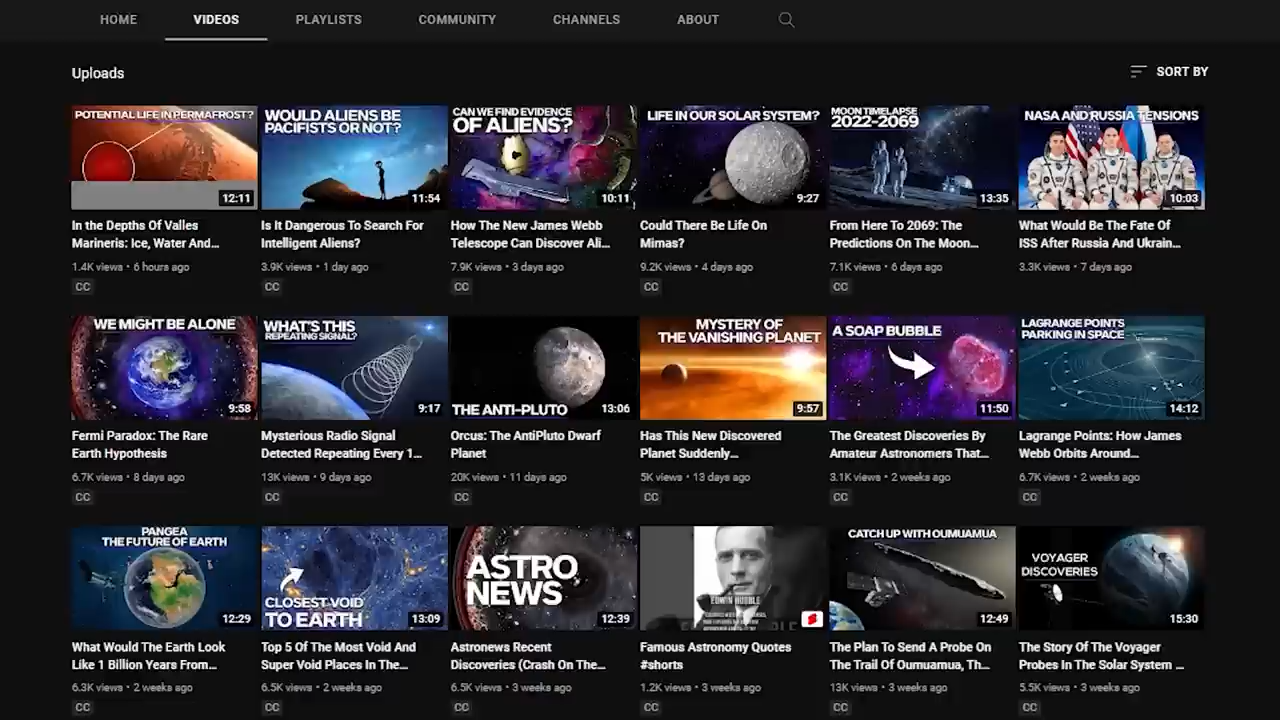 HOME VIDEOS PLAYLISTS COMMUNITY CHANNELS ABOUT
Uploads SORT BY
POTENTIAL LIFE IN PERMAFROST?
12:11
WOULD ALIENS BE
PACIFISTS OR NOT?
11:54
CAN WE FIND EVIDENCE
OF ALIENS?
10:11
LIFE IN OUR SOLAR SYSTEM?
9:27
MOON TIMELAPSE
2022-2069
13:35
NASA AND RUSSIA TENSIONS
10:03
In the Depths Of Valles
Marineris: Ice, Water And...
1.4K views • 6 hours ago
CC
Is It Dangerous To Search For
Intelligent Aliens?
3.9K views • 1 day ago
CC
How The New James Webb
Telescope Can Discover Ali...
7.9K views • 3 days ago
CC
Could There Be Life On
Mimas?
9.2K views • 4 days ago
CC
From Here To 2069: The
Predictions On The Moon...
7.1K views • 6 days ago
CC
What Would Be The Fate Of
ISS After Russia And Ukrain...
3.3K views • 7 days ago
WE MIGHT BE ALONE
9:58
WHAT'S THIS
REPEATING SIGNAL?
9:17
THE ANTI-PLUTO
13:06
MYSTERY OF
THE VANISHING PLANET
9:57
A SOAP BUBBLE
11:50
LAGRANGE POINTS
PARKING IN SPACE
14:12
Fermi Paradox: The Rare
Earth Hypothesis
6.7K views • 8 days ago
CC
Mysterious Radio Signal
Detected Repeating Every 1...
13K views • 9 days ago
CC
Orcus: The AntiPluto Dwarf
Planet
20K views • 11 days ago
CC
Has This New Discovered
Planet Suddenly...
5K views • 13 days ago
CC
The Greatest Discoveries By
Amateur Astronomers That...
3.1K views • 2 weeks ago
CC
Lagrange Points: How James
Webb Orbits Around...
6.7K views • 2 weeks ago
CC
PANGEA
THE FUTURE OF EARTH
12:29
CLOSEST VOID
TO EARTH
13:09
ASTRO
NEWS
12:39
EDWIN HUBBLE
CATCH UP WITH OUMUAMUA
12:49
VOYAGER
DISCOVERIES
15:30
What Would The Earth Look
Like 1 Billion Years From...
6.3K views • 2 weeks ago
CC
Top 5 Of The Most Void And
Super Void Places In The...
6.5K views • 2 weeks ago
CC
Astronews Recent
Discoveries (Crash On The...
6.5K views • 3 weeks ago
CC
Famous Astronomy Quotes
#shorts
1.2K views • 3 weeks ago
CC
The Plan To Send A Probe On
The Trail Of Oumuamua, Th...
13K views • 3 weeks ago
CC
The Story Of The Voyager
Probes In The Solar System ...
5.5K views • 3 weeks ago
CC